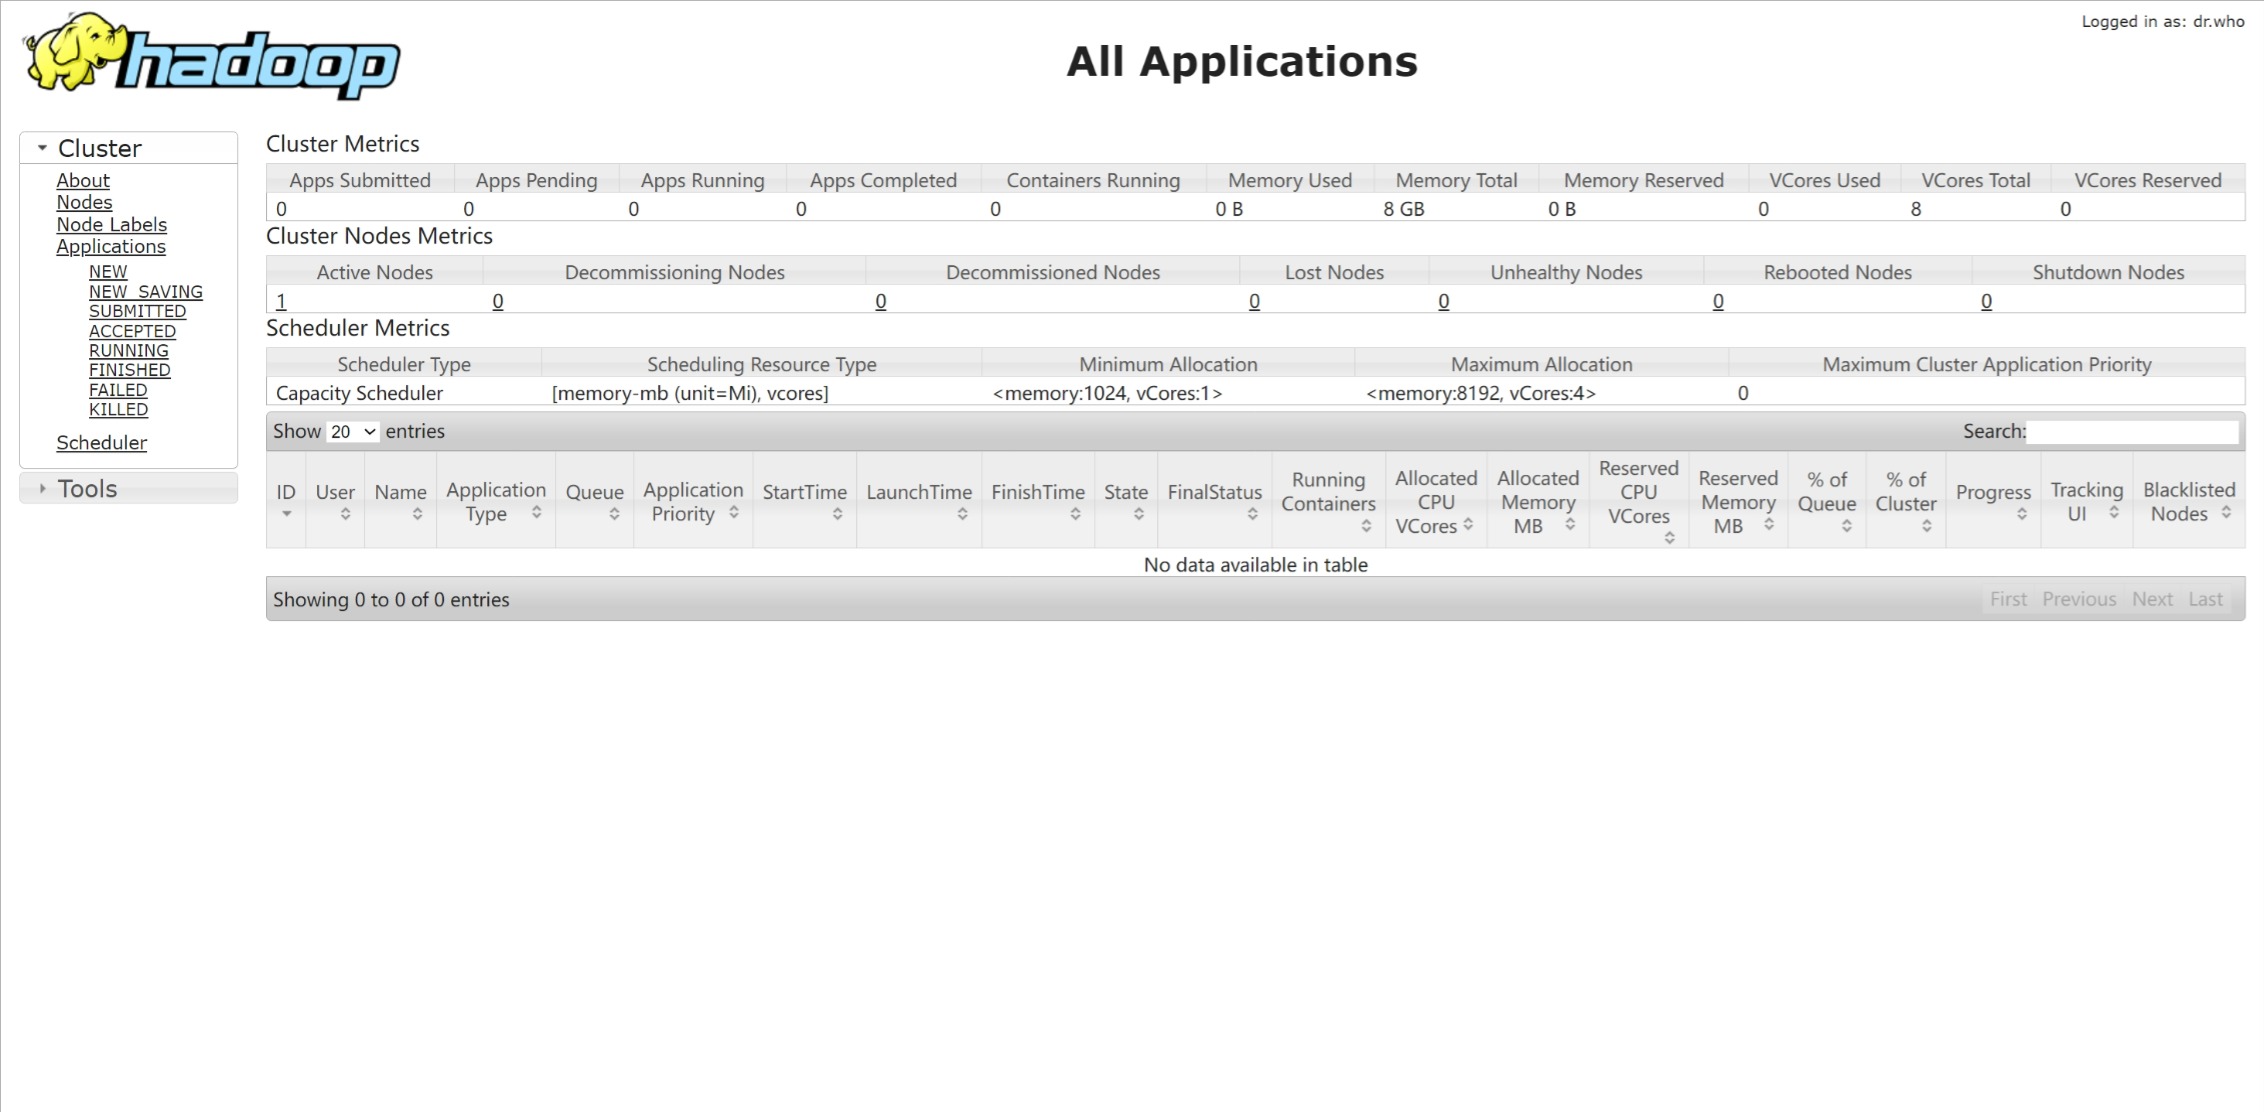 Logged in as: dr.who
hadoop
All Applications
Cluster
About
Nodes
Node Labels
Applications
NEW
NEW_SAVING
SUBMITTED
ACCEPTED
RUNNING
FINISHED
FAILED
KILLED
Scheduler
Tools
Cluster Metrics
Apps Submitted Apps Pending Apps Running Apps Completed Containers Running Memory Used Memory Total Memory Reserved VCores Used VCores Total VCores Reserved
0 0 0 0 0 0 B 8 GB 0 B 0 8 0
Cluster Nodes Metrics
Active Nodes Decommissioning Nodes Decommissioned Nodes Lost Nodes Unhealthy Nodes Rebooted Nodes Shutdown Nodes
1 0 0 0 0 0 0
Scheduler Metrics
Scheduler Type Scheduling Resource Type Minimum Allocation Maximum Allocation Maximum Cluster Application Priority
Capacity Scheduler [memory-mb (unit=Mi), vcores] <memory:1024, vCores:1> <memory:8192, vCores:4> 0
Show 20 entries Search:
ID User Name Application Type Queue Application Priority StartTime LaunchTime FinishTime State FinalStatus Running Containers Allocated CPU VCores Allocated Memory MB Reserved CPU VCores Reserved Memory MB % of Queue % of Cluster Progress Tracking UI Blacklisted Nodes
No data available in table
Showing 0 to 0 of 0 entries First Previous Next Last